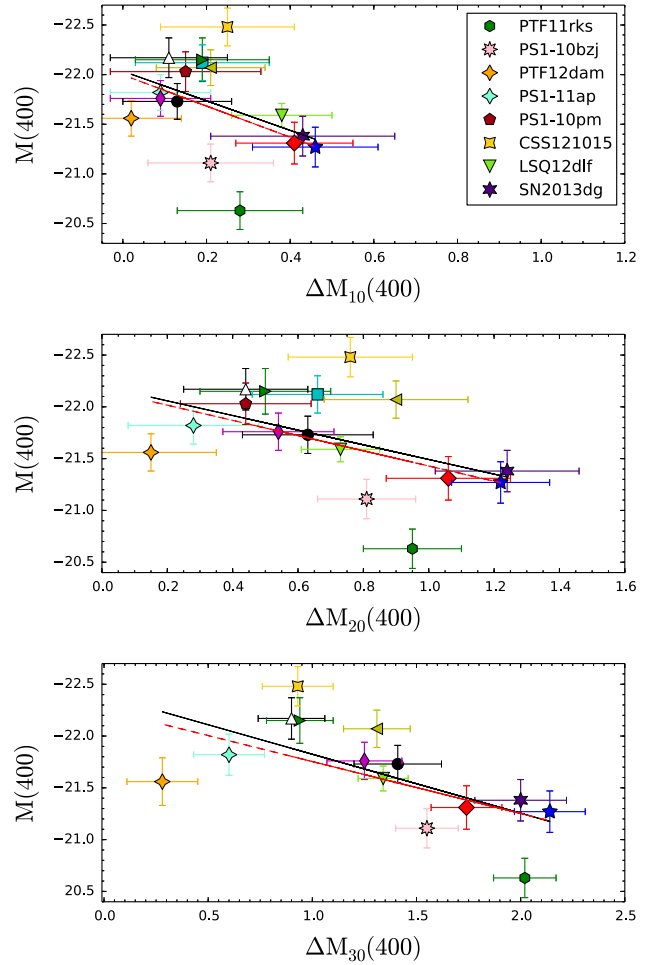 M(400)
−22.5
−22.0
−21.5
−21.0
−20.5
0.0 0.2 0.4 0.6 0.8 1.0 1.2
ΔM₁₀(400)
PTF11rks
PS1-10bzj
PTF12dam
PS1-11ap
PS1-10pm
CSS121015
LSQ12dlf
SN2013dg
M(400)
−22.5
−22.0
−21.5
−21.0
−20.5
0.0 0.2 0.4 0.6 0.8 1.0 1.2 1.4 1.6
ΔM₂₀(400)
M(400)
−22.5
−22.0
−21.5
−21.0
20.5
0.0 0.5 1.0 1.5 2.0 2.5
ΔM₃₀(400)